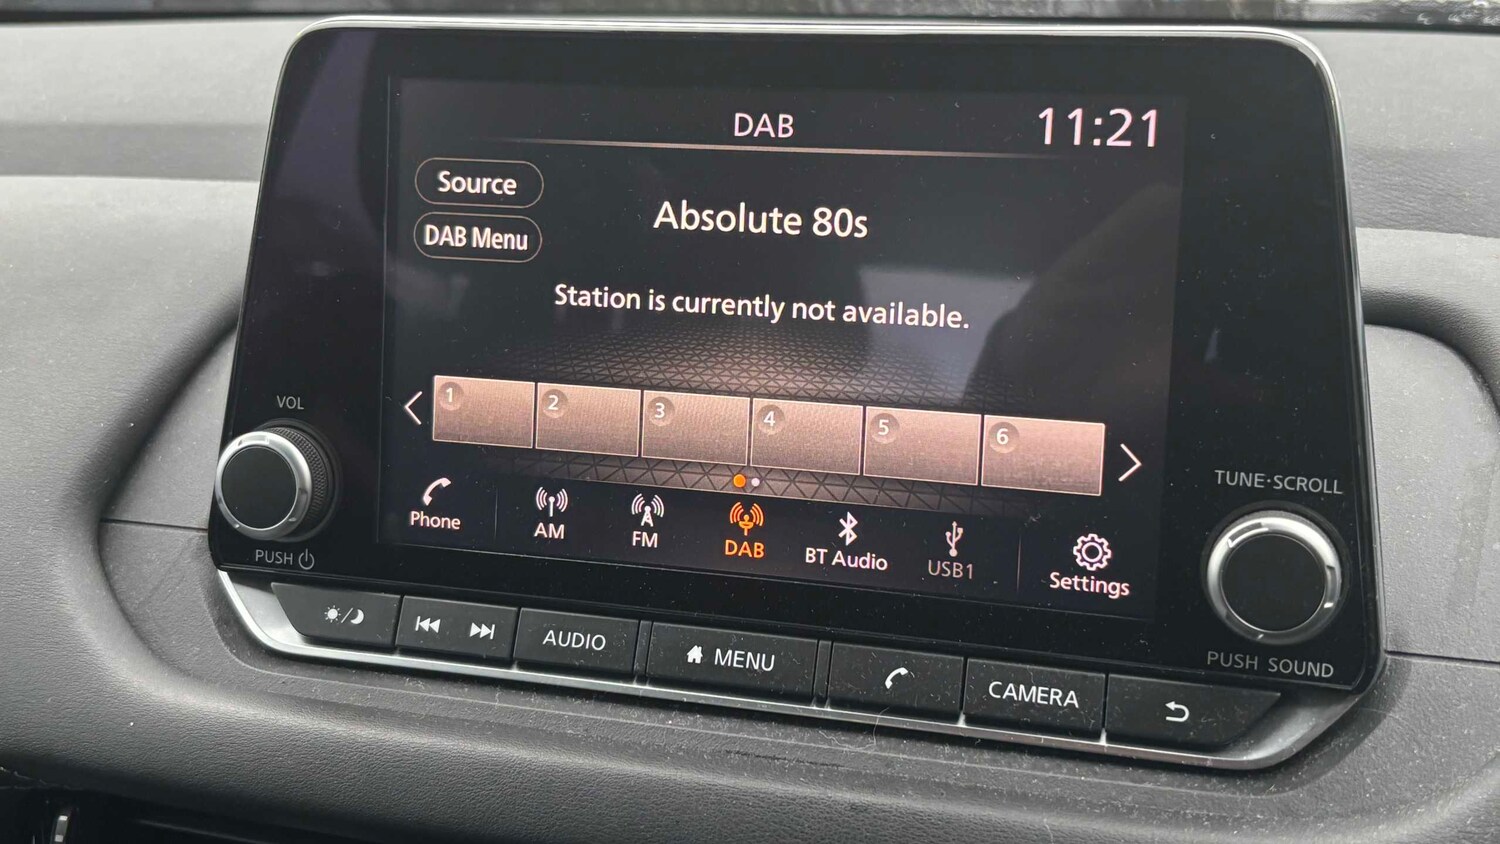 DAB
11:21
Source
Absolute 80s
DAB Menu
Station is currently not available.
1
2
3
4
5
6
VOL
TUNE·SCROLL
Phone
AM
FM
DAB
BT Audio
USB1
Settings
PUSH
PUSH SOUND
AUDIO
MENU
CAMERA